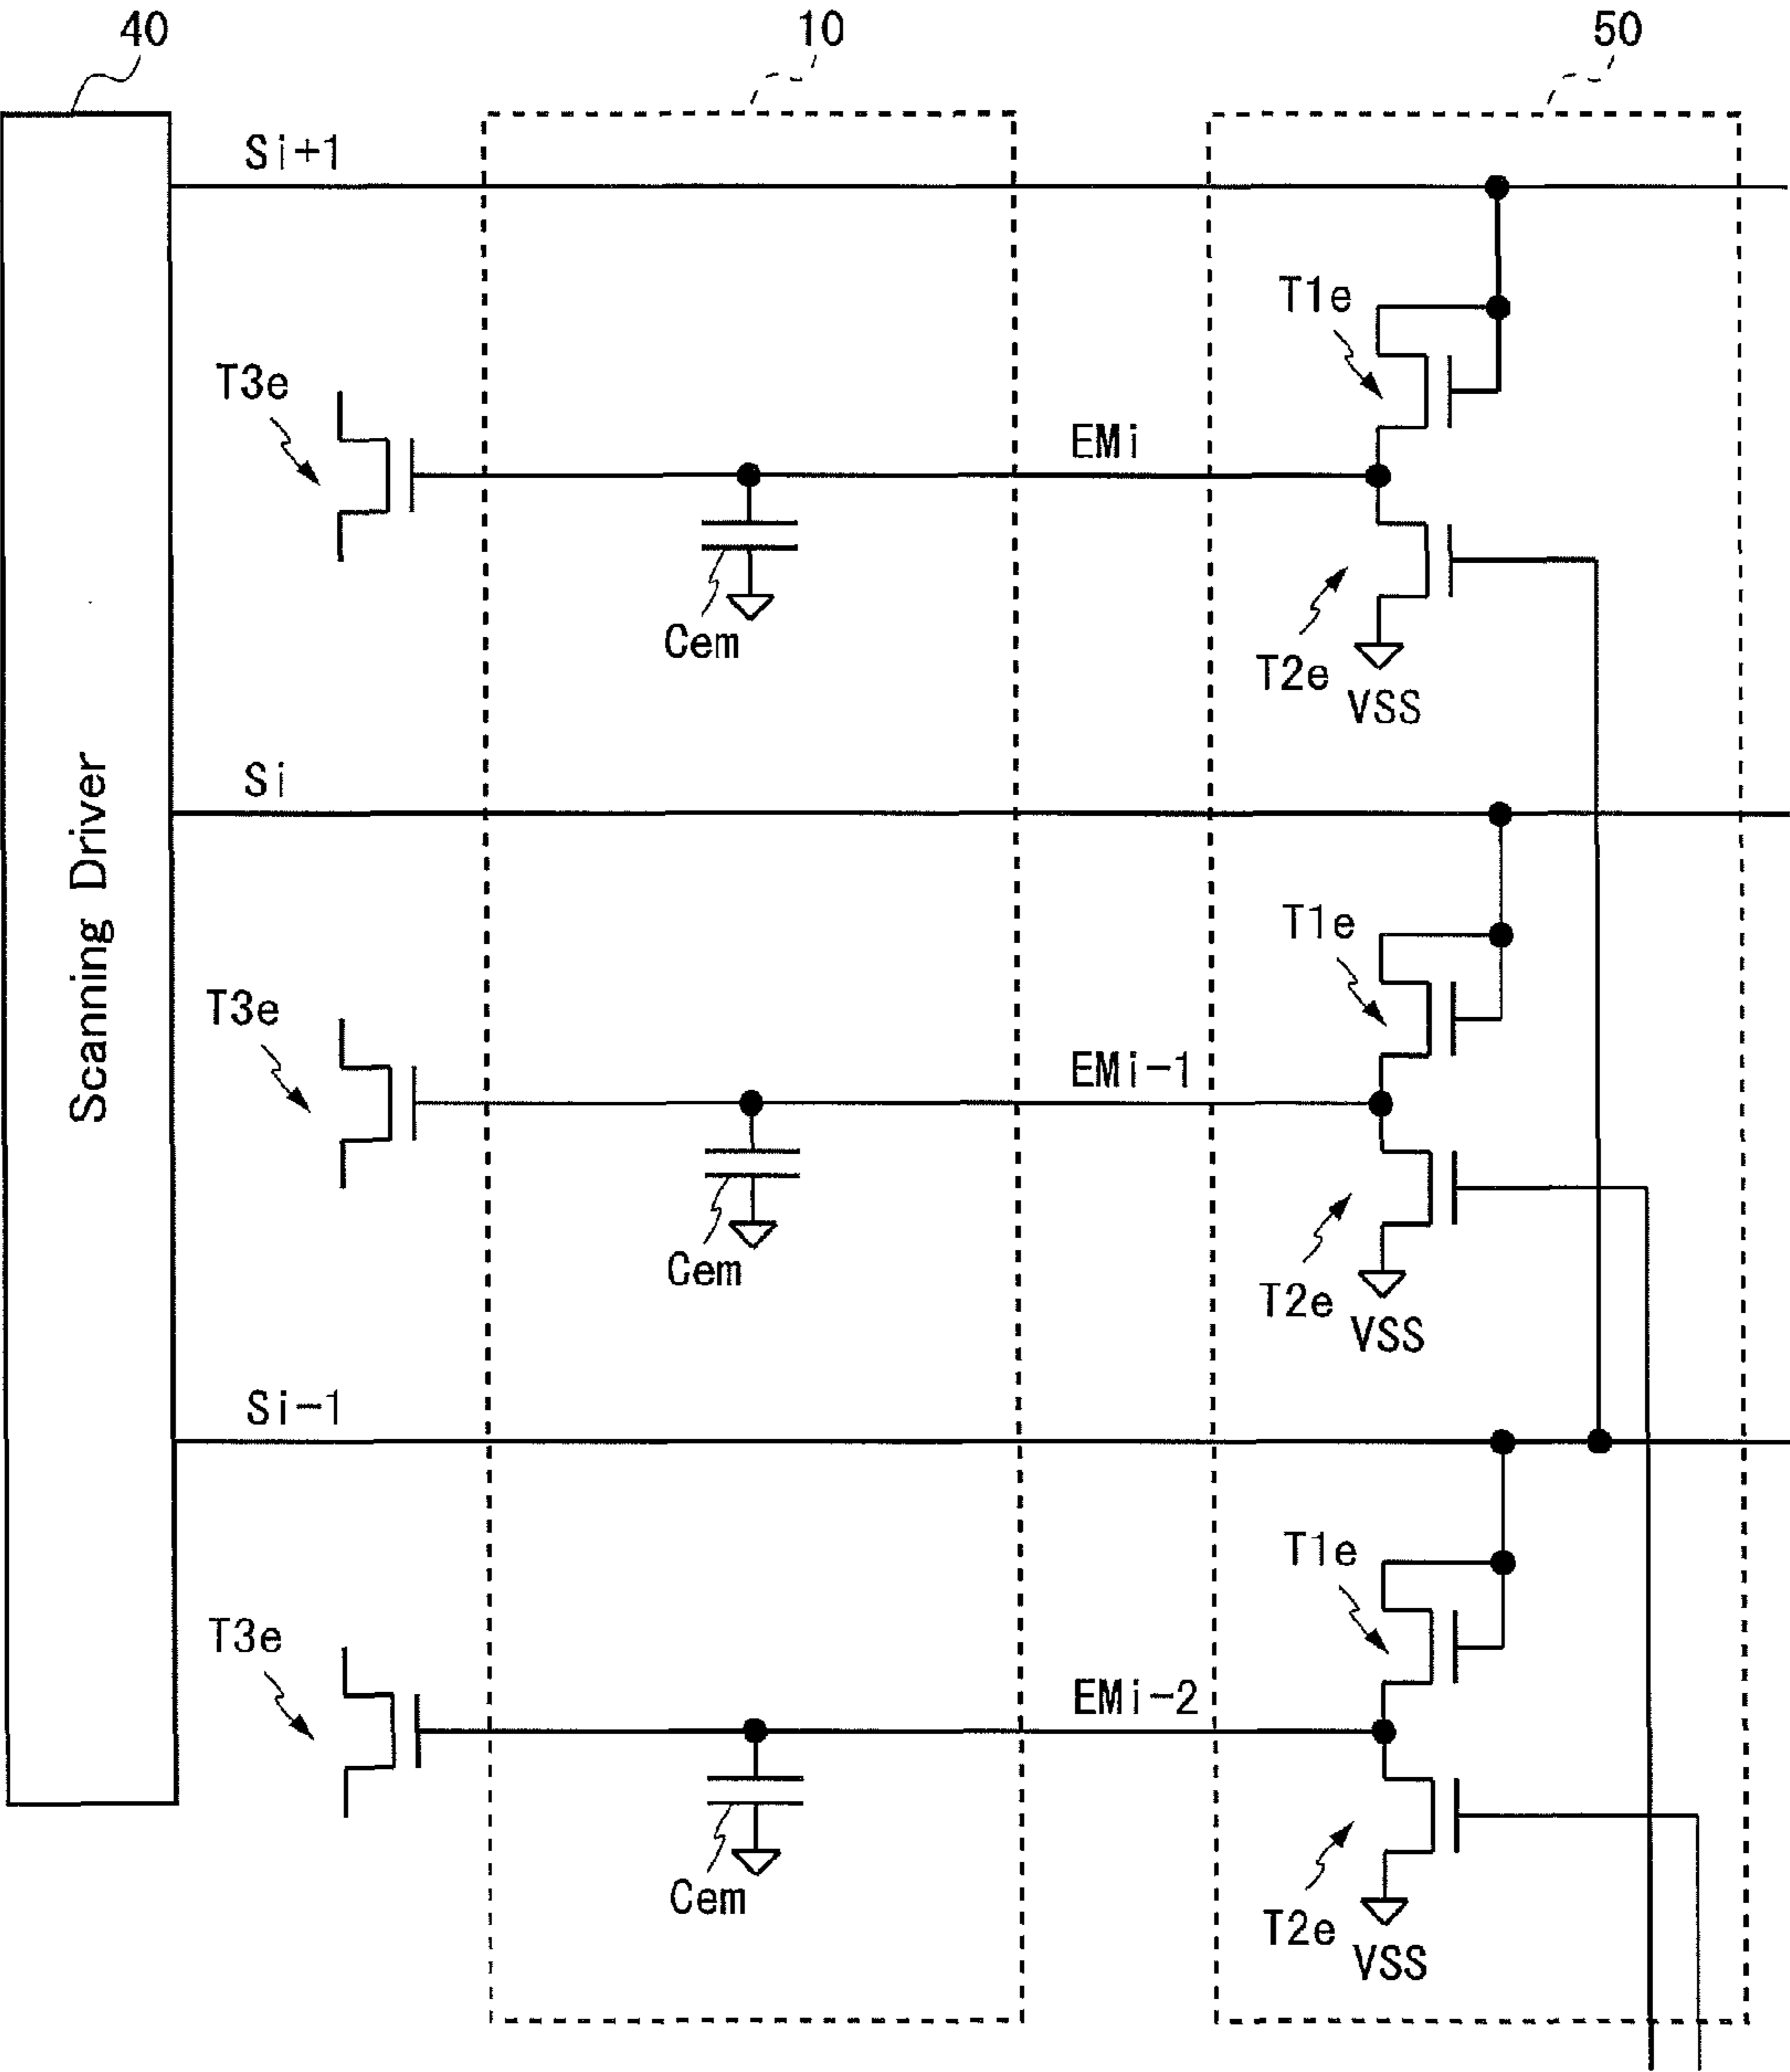 40
10
50
Si+1
T1e
T3e
EMi
Cem
T2e
VSS
Si
Scanning Driver
T1e
T3e
EMi-1
Cem
T2e
VSS
Si-1
T1e
T3e
EMi-2
Cem
T2e
VSS